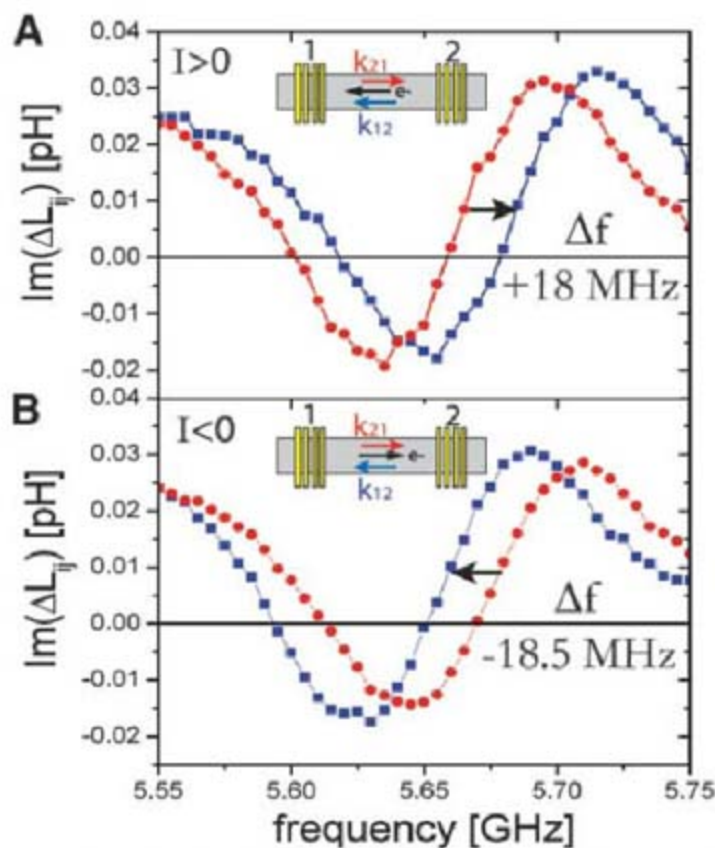 A
I>0
1
2
k21
e-
k12
Im(ΔLij) [pH]
0.04
0.03
0.02
0.01
0.00
-0.01
-0.02
Δf
+18 MHz
B
I<0
1
2
k21
e-
k12
Im(ΔLij) [pH]
0.04
0.03
0.02
0.01
0.00
-0.01
-0.02
Δf
-18.5 MHz
5.55
5.60
5.65
5.70
5.75
frequency [GHz]